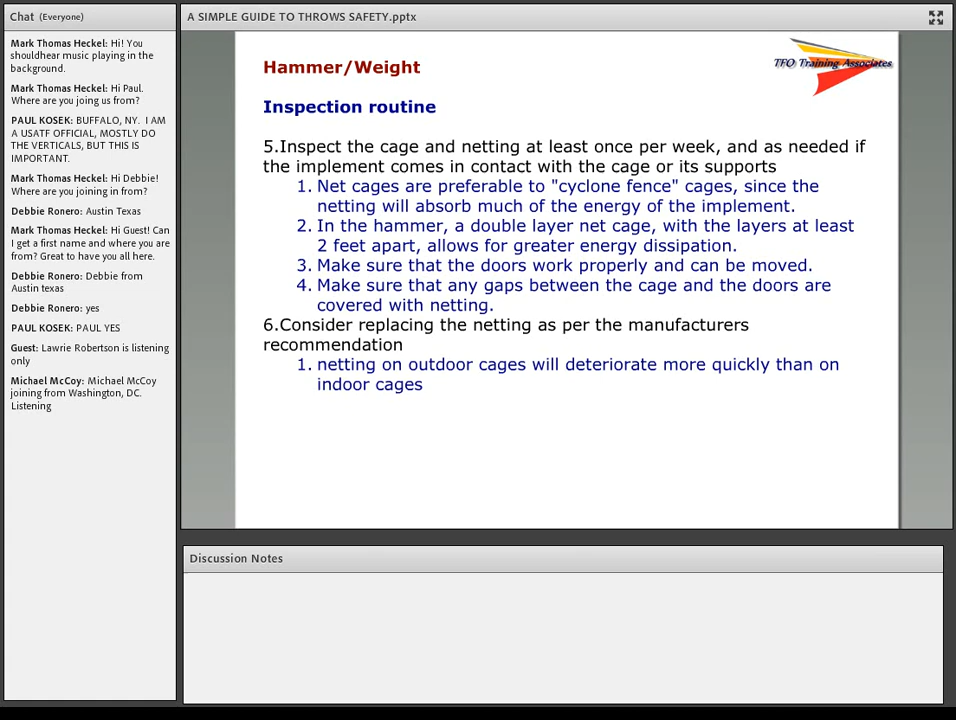 Chat (Everyone)
Mark Thomas Heckel: Hi! You
shouldhear music playing in the
background.
Mark Thomas Heckel: Hi Paul.
Where are you joing us from?
PAUL KOSEK: BUFFALO, NY. I AM
A USATF OFFICIAL, MOSTLY DO
THE VERTICALS, BUT THIS IS
IMPORTANT.
Mark Thomas Heckel: Hi Debbie!
Where are you joining in from?
Debbie Ronero: Austin Texas
Mark Thomas Heckel: Hi Guest! Can
I get a first name and where you are
from? Great to have you all here.
Debbie Ronero: Debbie from
Austin texas
Debbie Ronero: yes
PAUL KOSEK: PAUL YES
Guest: Lawrie Robertson is listening
only
Michael McCoy: Michael McCoy
joining from Washington, DC.
Listening
A SIMPLE GUIDE TO THROWS SAFETY.pptx
TFO Training Associates
Hammer/Weight
Inspection routine
5.Inspect the cage and netting at least once per week, and as needed if
the implement comes in contact with the cage or its supports
1. Net cages are preferable to "cyclone fence" cages, since the
netting will absorb much of the energy of the implement.
2. In the hammer, a double layer net cage, with the layers at least
2 feet apart, allows for greater energy dissipation.
3. Make sure that the doors work properly and can be moved.
4. Make sure that any gaps between the cage and the doors are
covered with netting.
6.Consider replacing the netting as per the manufacturers
recommendation
1. netting on outdoor cages will deteriorate more quickly than on
indoor cages
Discussion Notes